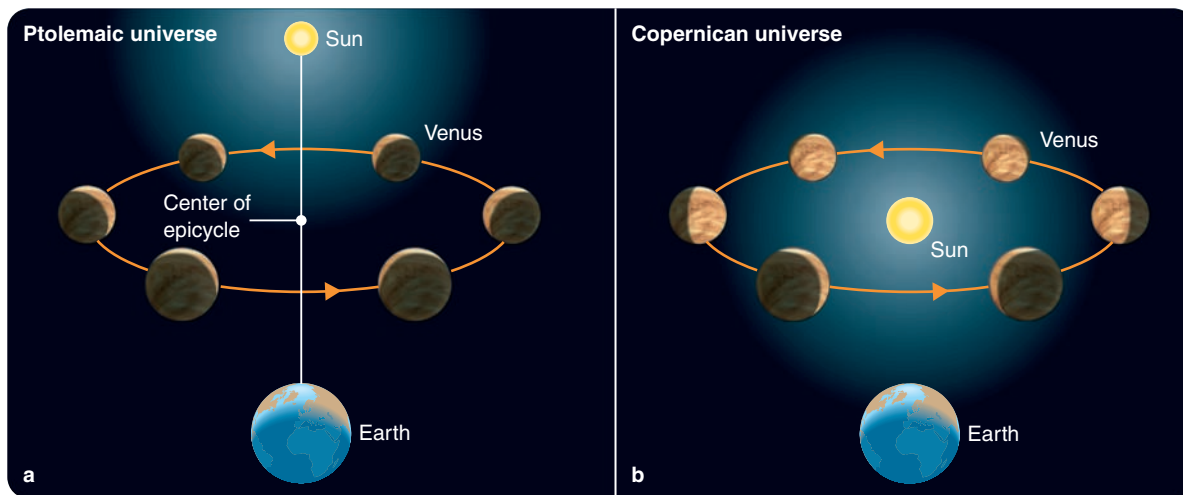 Ptolemaic universe
Sun
Venus
Center of
epicycle
Earth
a
Copernican universe
Venus
Sun
Earth
b